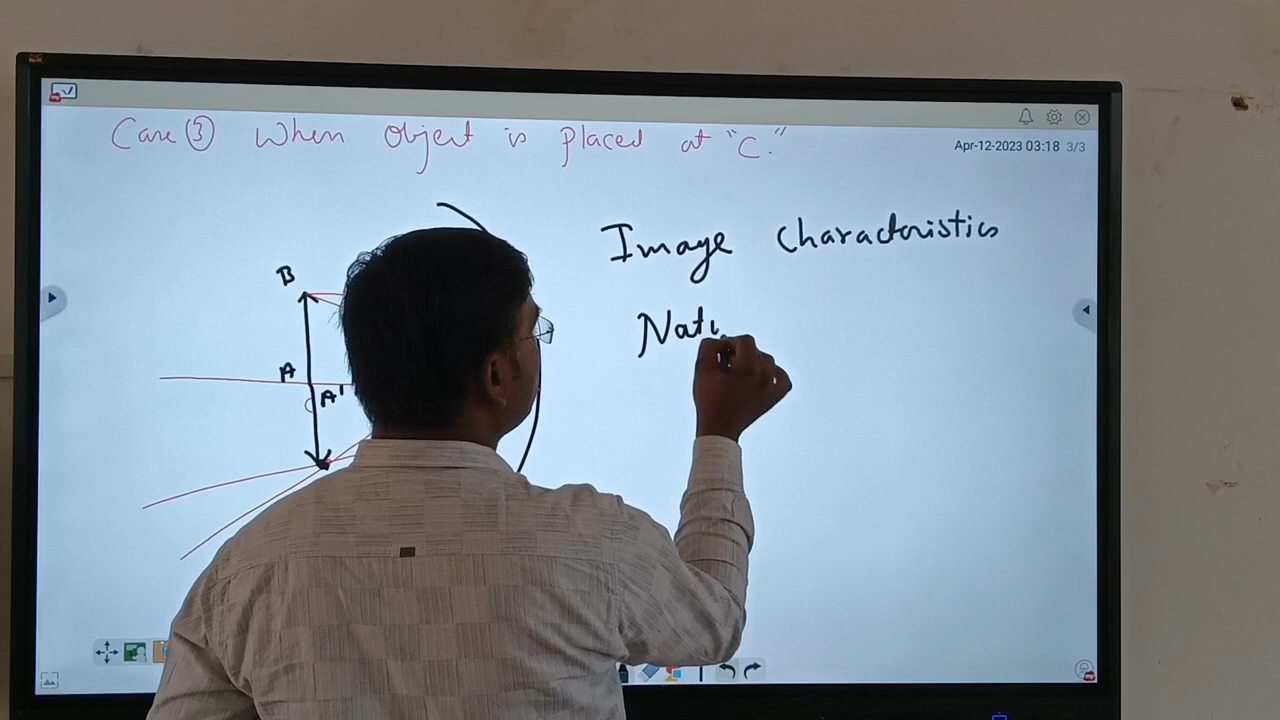 Case ③ When Object is placed at "C."
Apr-12-2023 03:18 3/3
Image Characteristics
B
Natu
A
A'